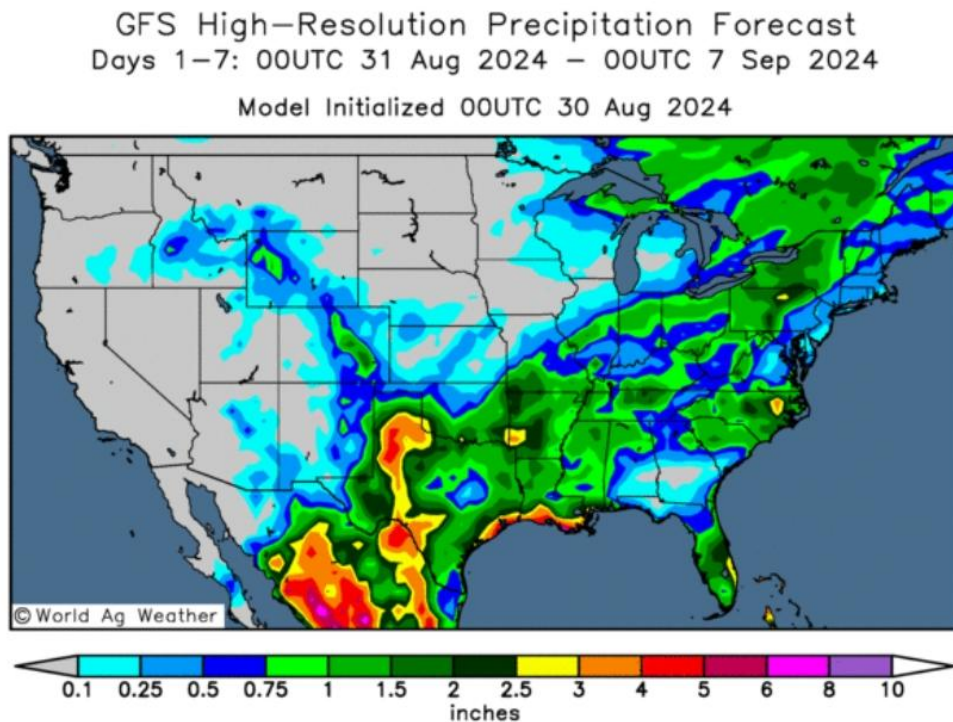 GFS High-Resolution Precipitation Forecast
Days 1-7: 00UTC 31 Aug 2024 - 00UTC 7 Sep 2024
Model Initialized 00UTC 30 Aug 2024
© World Ag Weather
0.1 0.25 0.5 0.75 1 1.5 2 2.5 3 4 5 6 8 10
inches